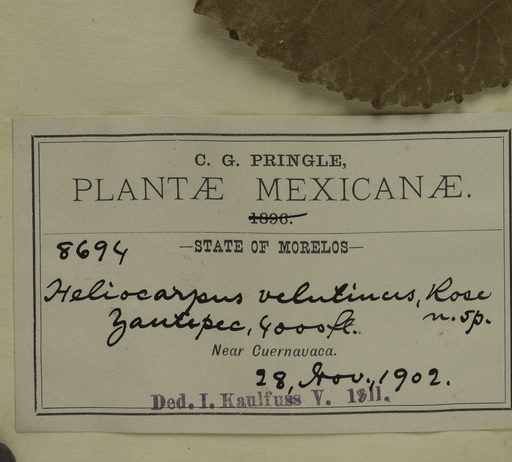 C. G. PRINGLE,
PLANTÆ MEXICANÆ.
1896.
8694 —STATE OF MORELOS—
Heliocarpus velutinus, Rose
Yautepec, 4000 ft. n. sp.
Near Cuernavaca.
28, Nov., 1902.
Ded. I. Kaulfuss V. 1911.